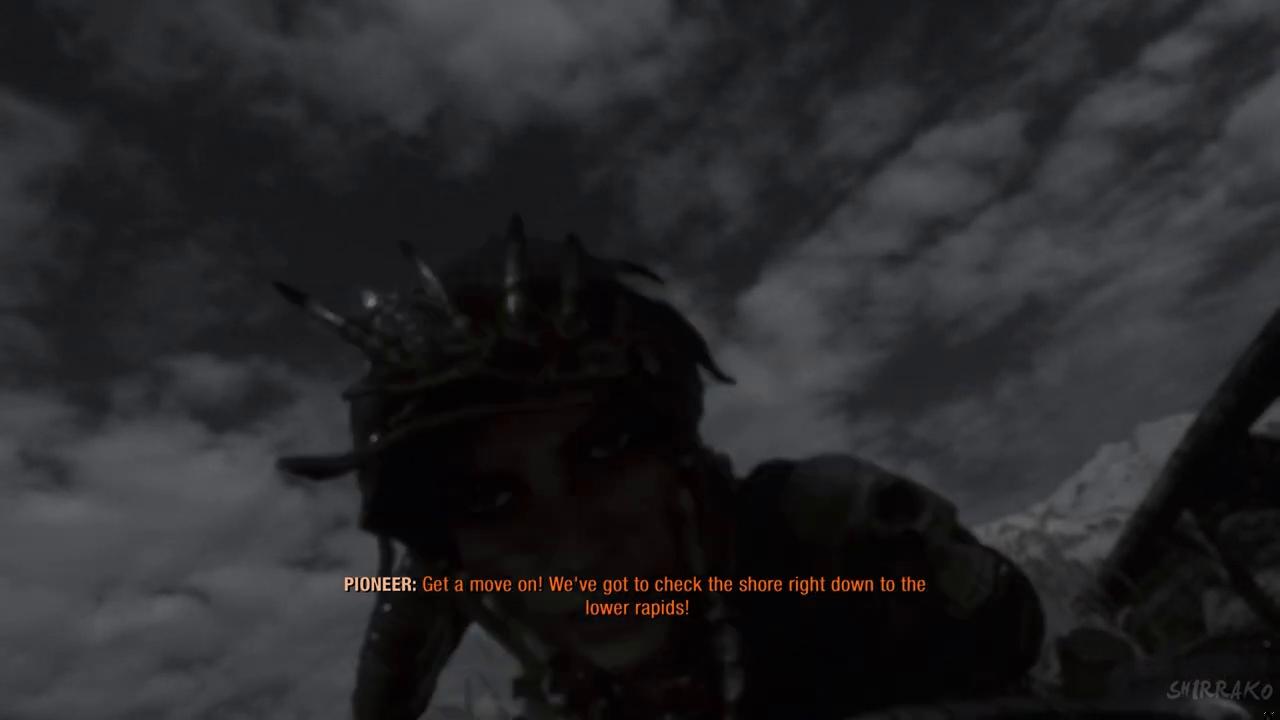 PIONEER: Get a move on! We've got to check the shore right down to the
lower rapids!
SHIRRAKO